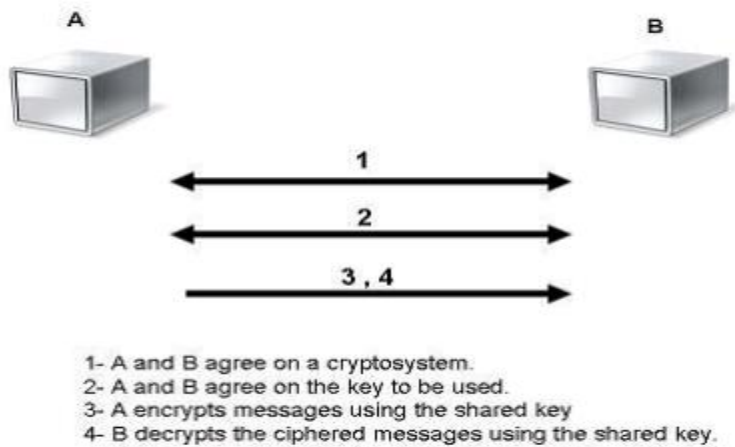 A
B
1
2
3 , 4
1- A and B agree on a cryptosystem.
2- A and B agree on the key to be used.
3- A encrypts messages using the shared key
4- B decrypts the ciphered messages using the shared key.